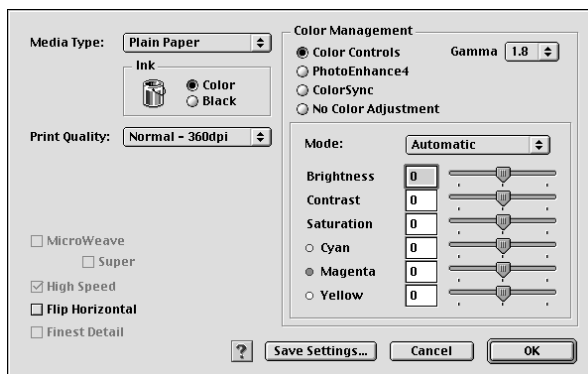 Media Type: Plain Paper
Ink
Color
Black
Print Quality: Normal - 360dpi
MicroWeave
Super
High Speed
Flip Horizontal
Finest Detail
Color Management
Color Controls Gamma 1.8
PhotoEnhance4
ColorSync
No Color Adjustment
Mode: Automatic
Brightness 0
Contrast 0
Saturation 0
Cyan 0
Magenta 0
Yellow 0
? Save Settings... Cancel OK